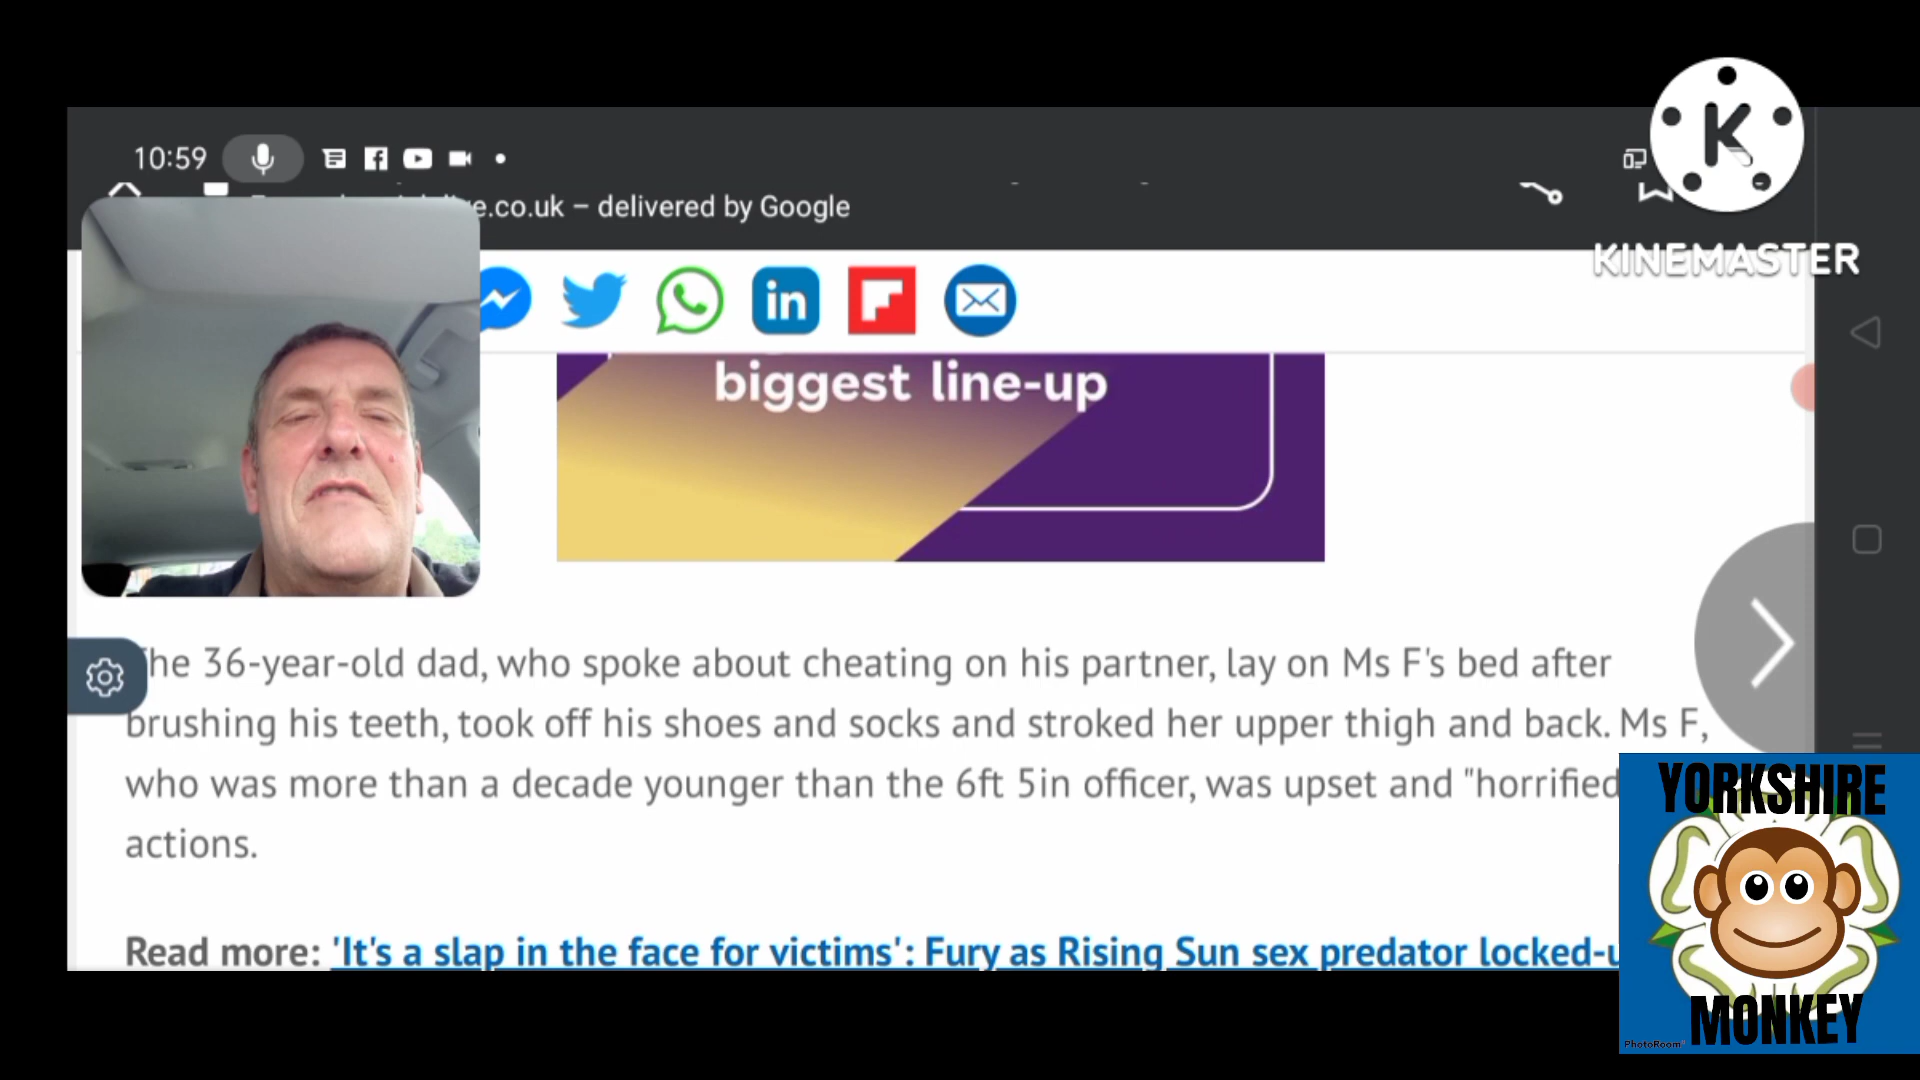 10:59
e.co.uk – delivered by Google
K
KINEMASTER
in
biggest line-up
The 36-year-old dad, who spoke about cheating on his partner, lay on Ms F's bed after
brushing his teeth, took off his shoes and socks and stroked her upper thigh and back. Ms F,
who was more than a decade younger than the 6ft 5in officer, was upset and "horrified
actions.
Read more: 'It's a slap in the face for victims': Fury as Rising Sun sex predator locked-u
YORKSHIRE
MONKEY
PhotoRoom